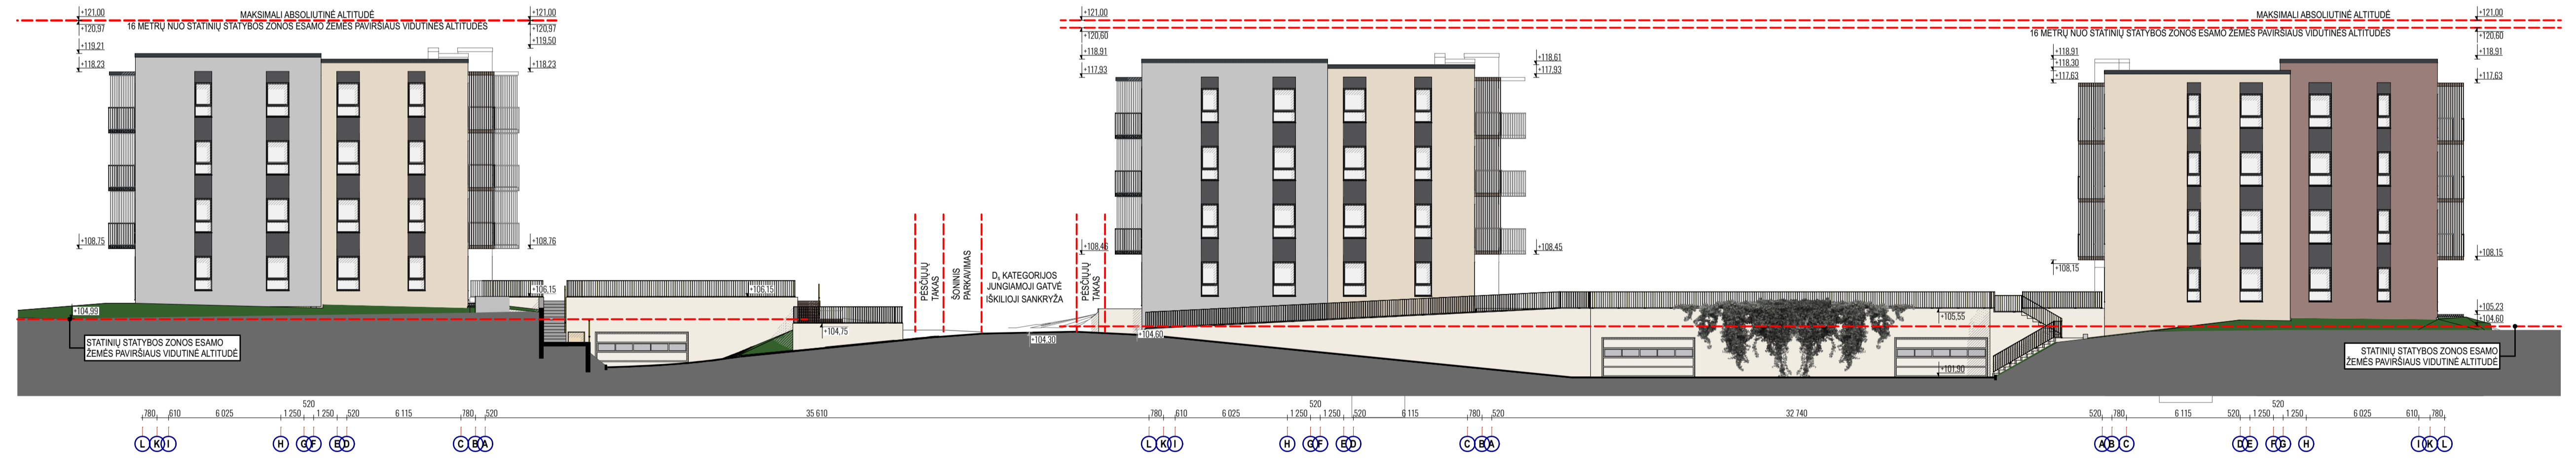 MAKSIMALI ABSOLIUTINĖ ALTITUDĖ
16 METRŲ NUO STATINIŲ STATYBOS ZONOS ESAMO ŽEMĖS PAVIRŠIAUS VIDUTINĖS ALTITUDĖS
+121.00
+120,97
+119,21
+118,23
+108,75
+104,99
+121,00
+120,97
+119,50
+118,23
+108,76
+106,15
+106,15
+104,75
STATINIŲ STATYBOS ZONOS ESAMO
ŽEMĖS PAVIRŠIAUS VIDUTINĖ ALTITUDĖ
PĖSČIŲJŲ
TAKAS
ŠONINIS
PARKAVIMAS
D₁ KATEGORIJOS
JUNGIAMOJI GATVĖ
IŠKILIOJI SANKRYŽA
PĖSČIŲJŲ
TAKAS
+104,30
+121,00
+120,60
+118,91
+117,93
+108,46
+104,60
+118,61
+117,93
+108,45
+105,55
+101,90
MAKSIMALI ABSOLIUTINĖ ALTITUDĖ
16 METRŲ NUO STATINIŲ STATYBOS ZONOS ESAMO ŽEMĖS PAVIRŠIAUS VIDUTINĖS ALTITUDĖS
+118,91
+118,30
+117,63
+108,15
+121,00
+120,60
+118,91
+117,63
+108,15
+105,23
+104,60
STATINIŲ STATYBOS ZONOS ESAMO
ŽEMĖS PAVIRŠIAUS VIDUTINĖ ALTITUDĖ
780 610 6 025 1 250 520 1 250 520 6 115 780 520 35 610 780 610 6 025 1 250 520 1 250 520 6 115 780 520 32 740 520 780 6 115 520 1 250 520 1 250 6 025 610 780
L K I H G F E D C B A L K I H G F E D C B A A B C D E F G H I K L